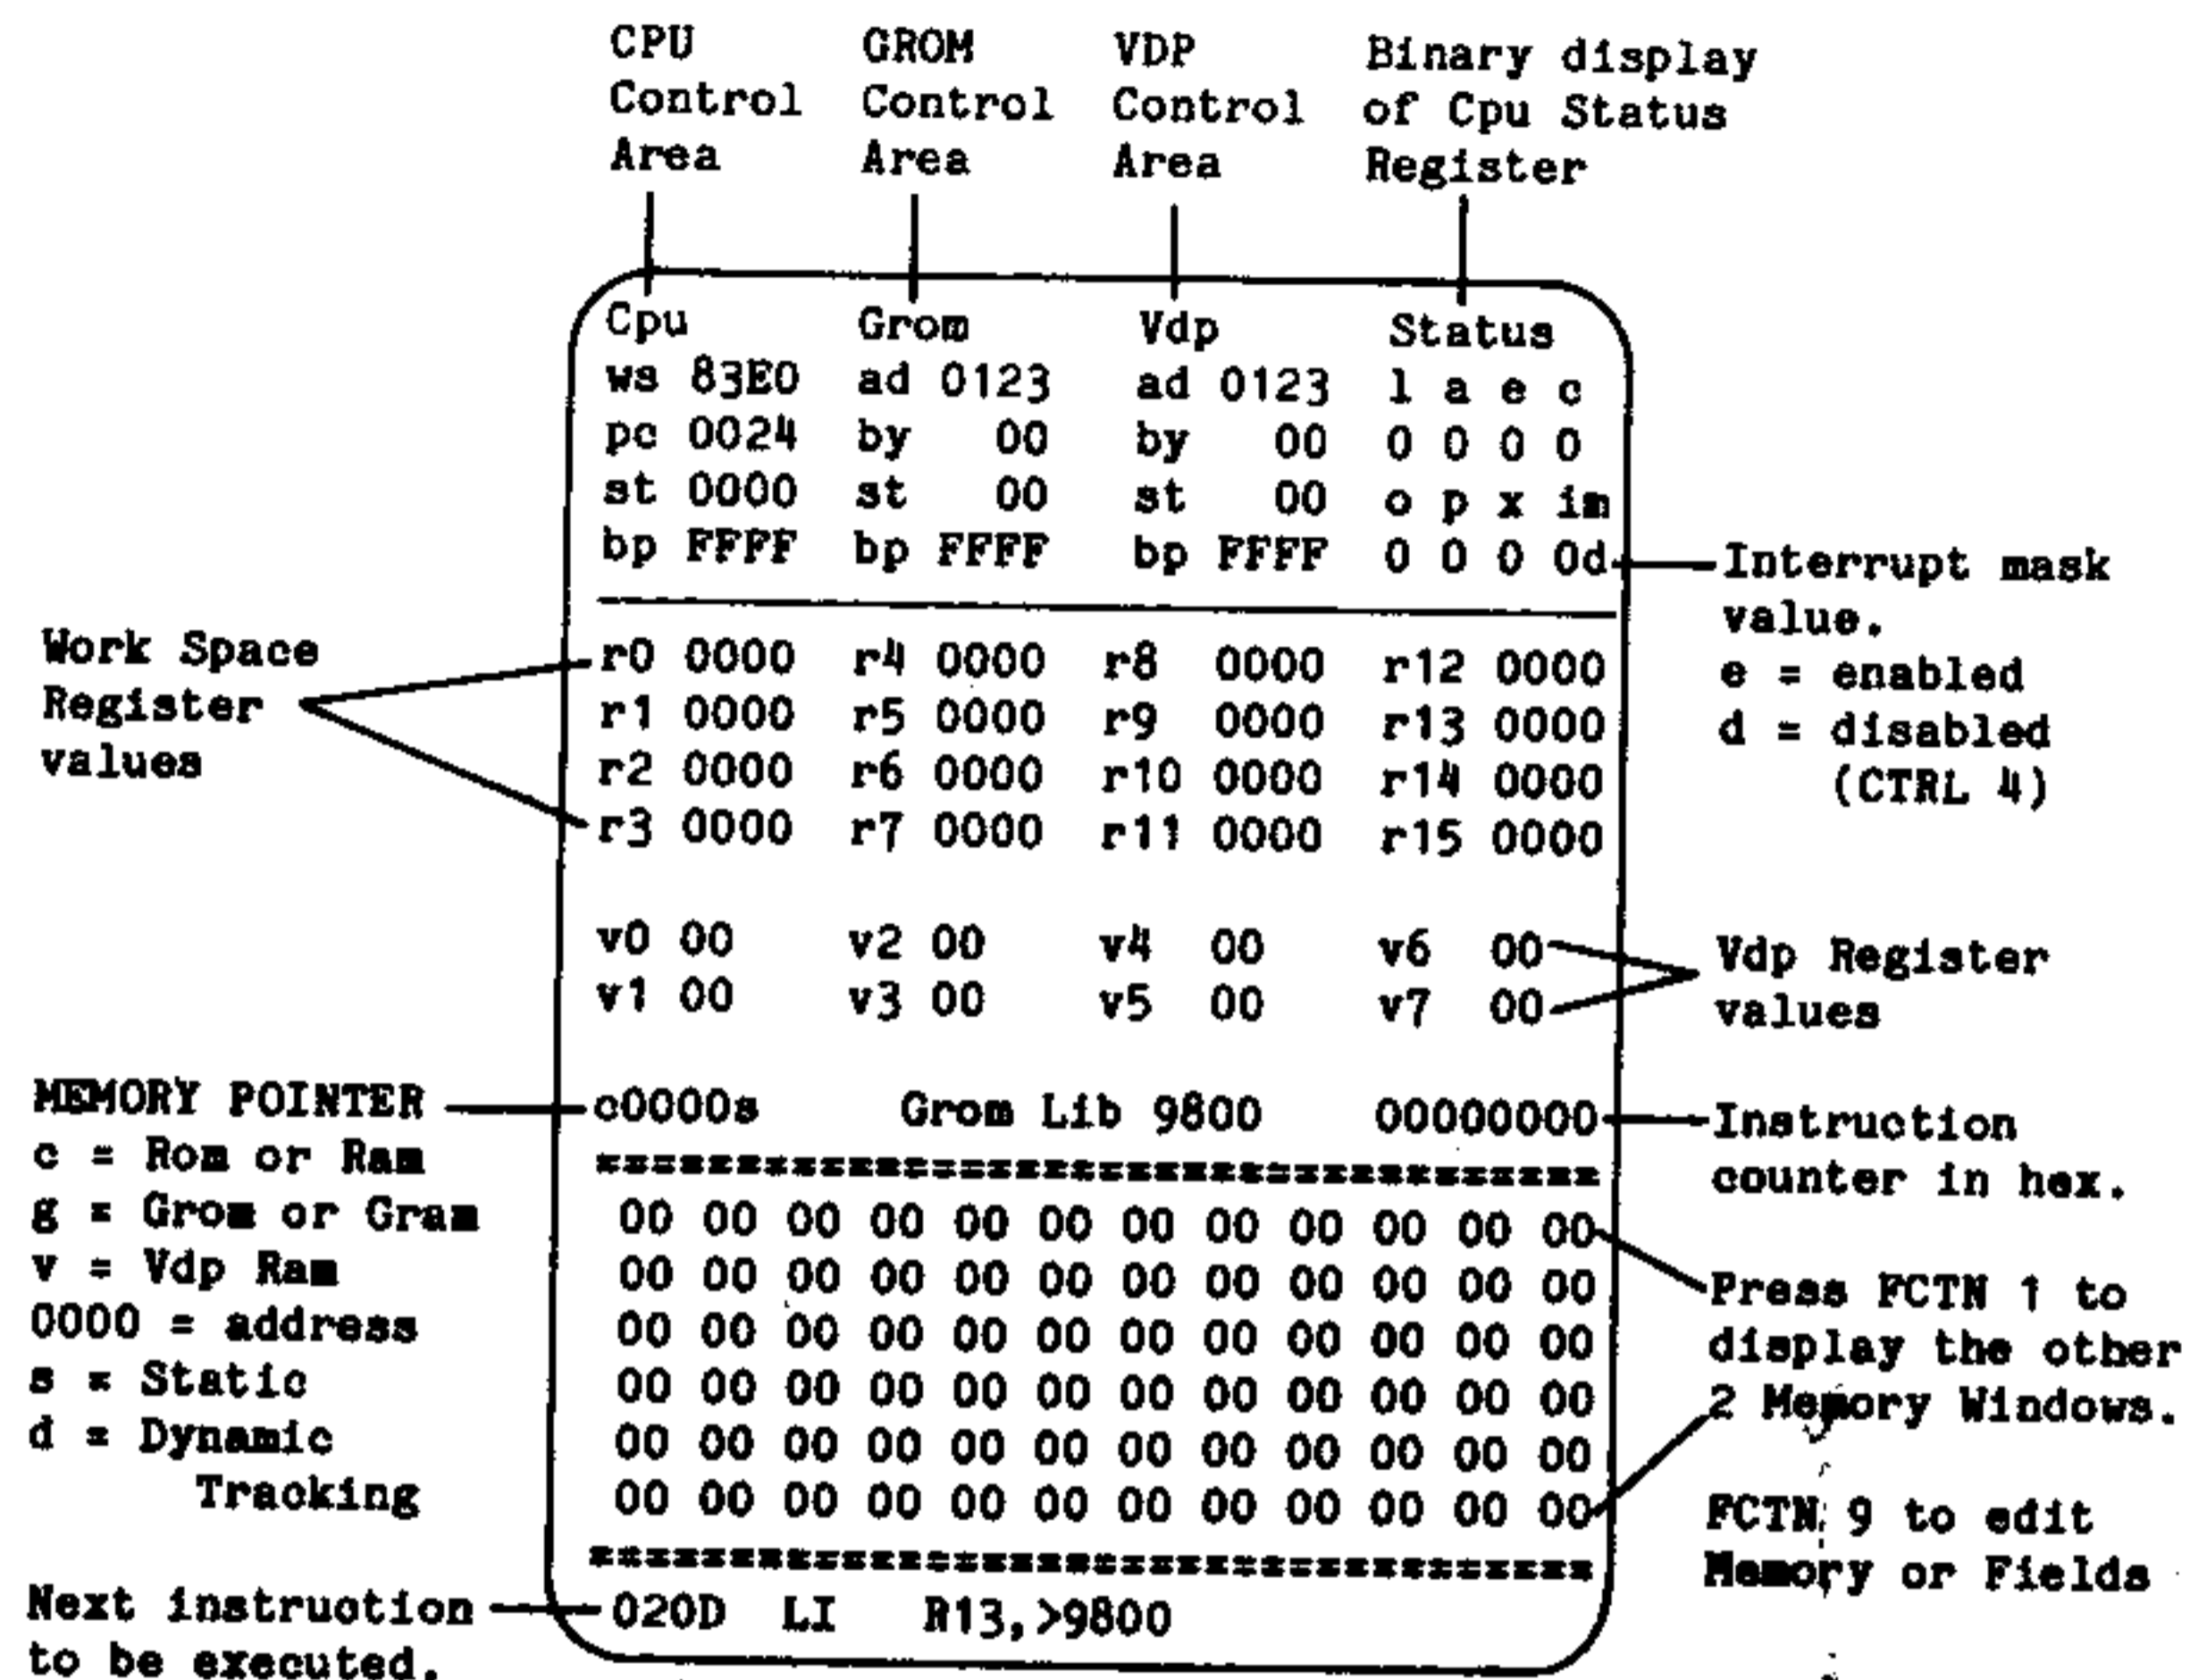 CPU GROM VDP Binary display
Control Control Control of Cpu Status
Area Area Area Register
Cpu Grom Vdp Status
ws 83E0 ad 0123 ad 0123 l a e c
pc 0024 by 00 by 00 0 0 0 0
st 0000 st 00 st 00 o p x im
bp FFFF bp FFFF bp FFFF 0 0 0 0d
Interrupt mask
value.
e = enabled
d = disabled
(CTRL 4)
Work Space
Register
values
r0 0000 r4 0000 r8 0000 r12 0000
r1 0000 r5 0000 r9 0000 r13 0000
r2 0000 r6 0000 r10 0000 r14 0000
r3 0000 r7 0000 r11 0000 r15 0000
v0 00 v2 00 v4 00 v6 00
v1 00 v3 00 v5 00 v7 00
Vdp Register
values
MEMORY POINTER
c = Rom or Ram
g = Grom or Gram
v = Vdp Ram
0000 = address
s = Static
d = Dynamic
Tracking
c0000s Grom Lib 9800 00000000
Instruction
counter in hex.
====================================
00 00 00 00 00 00 00 00 00 00 00 00
00 00 00 00 00 00 00 00 00 00 00 00
00 00 00 00 00 00 00 00 00 00 00 00
00 00 00 00 00 00 00 00 00 00 00 00
00 00 00 00 00 00 00 00 00 00 00 00
00 00 00 00 00 00 00 00 00 00 00 00
Press FCTN 1 to
display the other
2 Memory Windows.
FCTN 9 to edit
Memory or Fields
====================================
Next instruction
to be executed.
020D LI R13,>9800